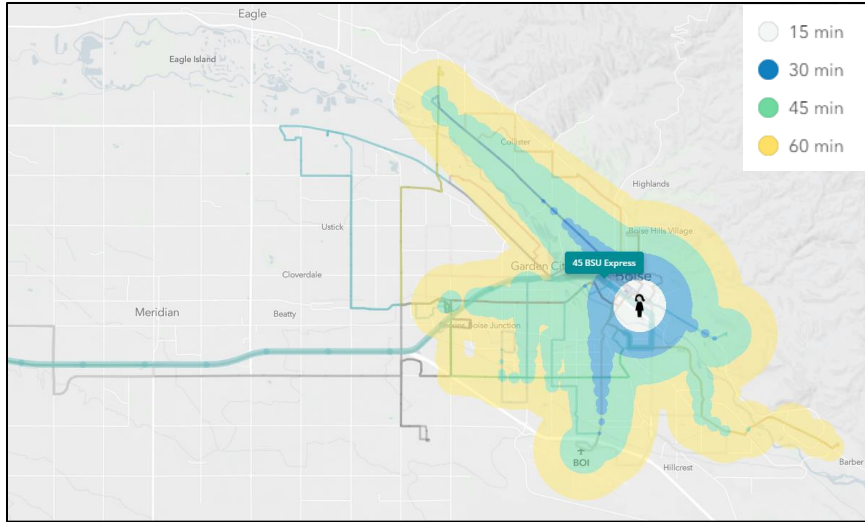 Eagle
Eagle Island
15 min
30 min
45 min
60 min
Collister
Highlands
Ustick
Boise Hills Village
Garden City
45 BSU Express
Boise
Cloverdale
Meridian
Beatty
Boise Junction
BOI
Hillcrest
Barber